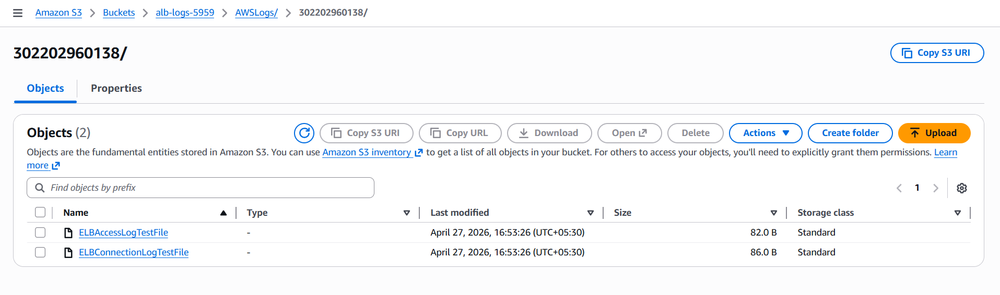 Amazon S3 > Buckets > alb-logs-5959 > AWSLogs/ > 302202960138/
302202960138/
Copy S3 URI
Objects
Properties
Objects (2)
Copy S3 URI
Copy URL
Download
Open
Delete
Actions
Create folder
Upload
Objects are the fundamental entities stored in Amazon S3. You can use Amazon S3 inventory to get a list of all objects in your bucket. For others to access your objects, you'll need to explicitly grant them permissions. Learn
more
Find objects by prefix
1
Name Type Last modified Size Storage class
ELBAccessLogTestFile - April 27, 2026, 16:53:26 (UTC+05:30) 82.0 B Standard
ELBConnectionLogTestFile - April 27, 2026, 16:53:26 (UTC+05:30) 86.0 B Standard